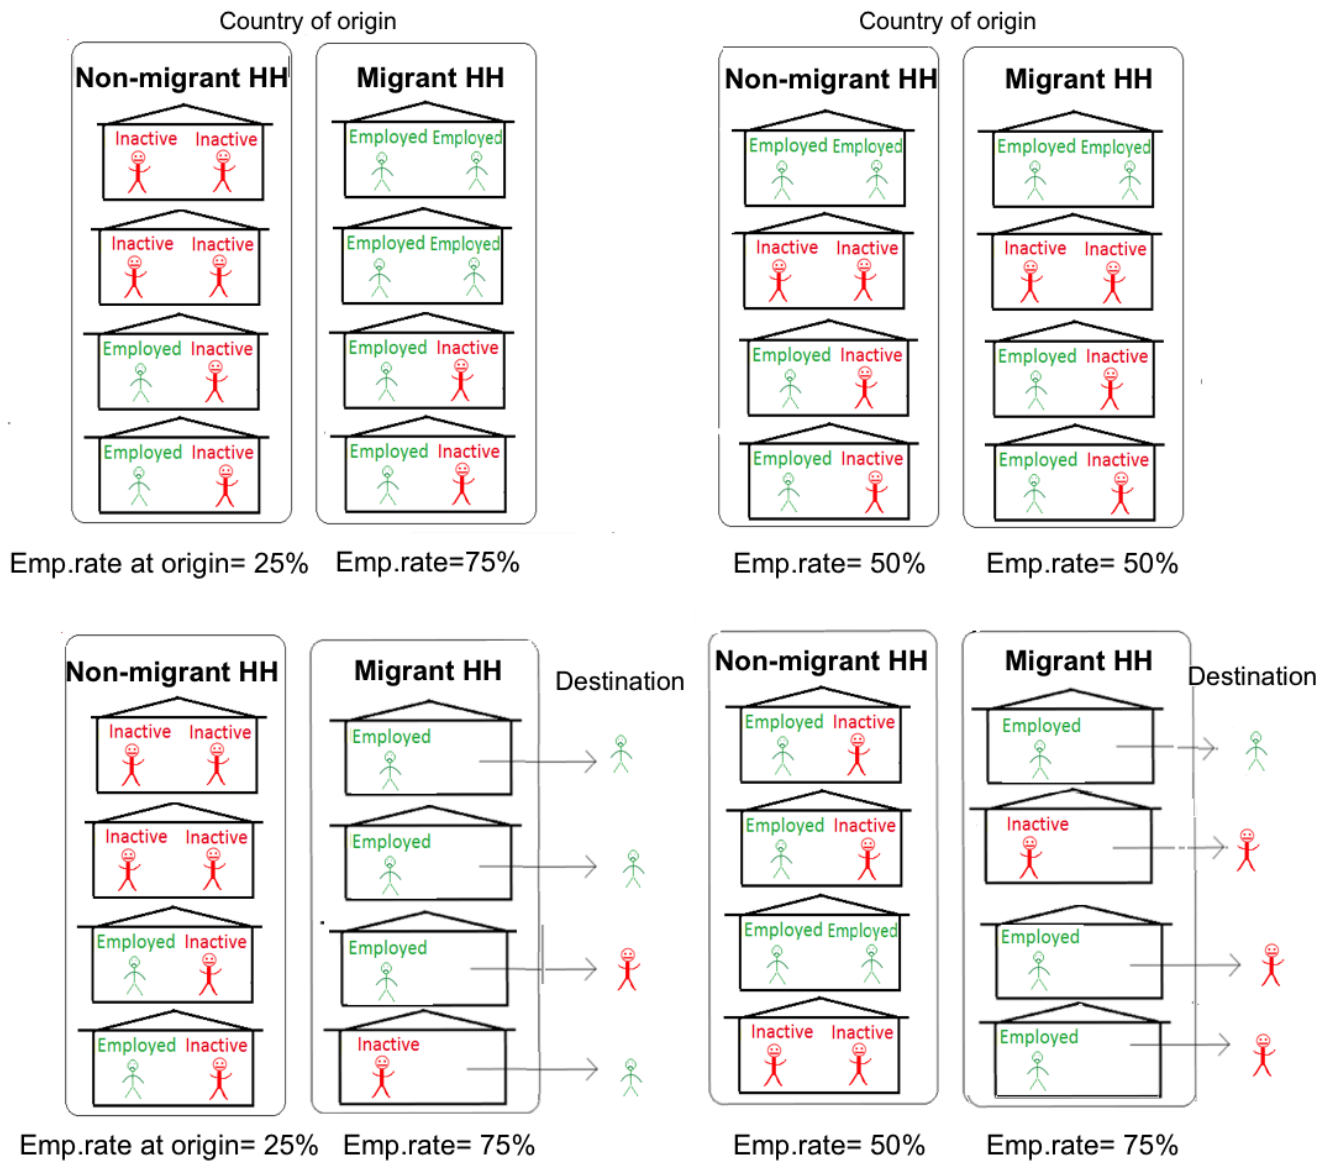 Country of origin
Non-migrant HH
Inactive Inactive
Inactive Inactive
Employed Inactive
Employed Inactive
Emp.rate at origin= 25%
Migrant HH
Employed Employed
Employed Employed
Employed Inactive
Employed Inactive
Emp.rate=75%
Country of origin
Non-migrant HH
Employed Employed
Inactive Inactive
Employed Inactive
Employed Inactive
Emp.rate= 50%
Migrant HH
Employed Employed
Inactive Inactive
Employed Inactive
Employed Inactive
Emp.rate= 50%
Non-migrant HH
Inactive Inactive
Inactive Inactive
Employed Inactive
Employed Inactive
Emp.rate at origin= 25%
Migrant HH
Employed
Employed
Employed
Inactive
Emp.rate= 75%
Destination
Non-migrant HH
Employed Inactive
Employed Inactive
Employed Employed
Inactive Inactive
Emp.rate= 50%
Migrant HH
Employed
Inactive
Employed
Employed
Emp.rate= 75%
Destination